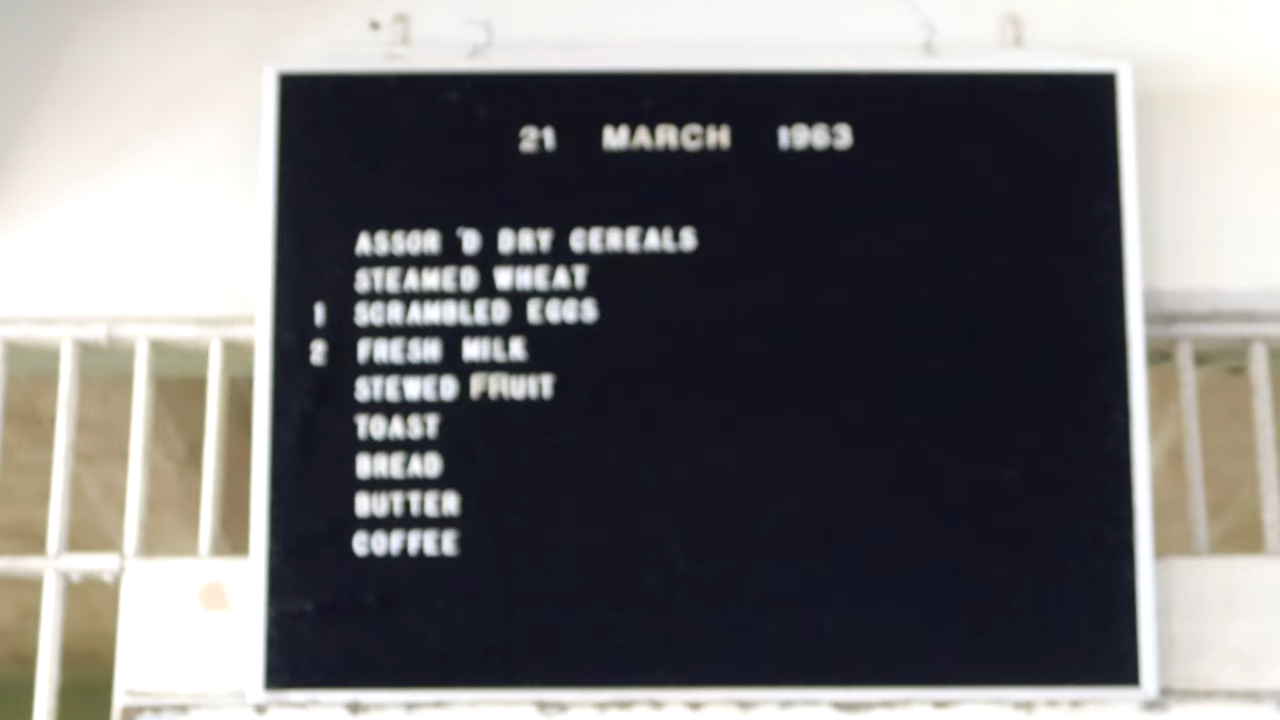 21 MARCH 1963
ASSOR'D DRY CEREALS
STEAMED WHEAT
1 SCRAMBLED EGGS
2 FRESH MILK
STEWED FRUIT
TOAST
BREAD
BUTTER
COFFEE